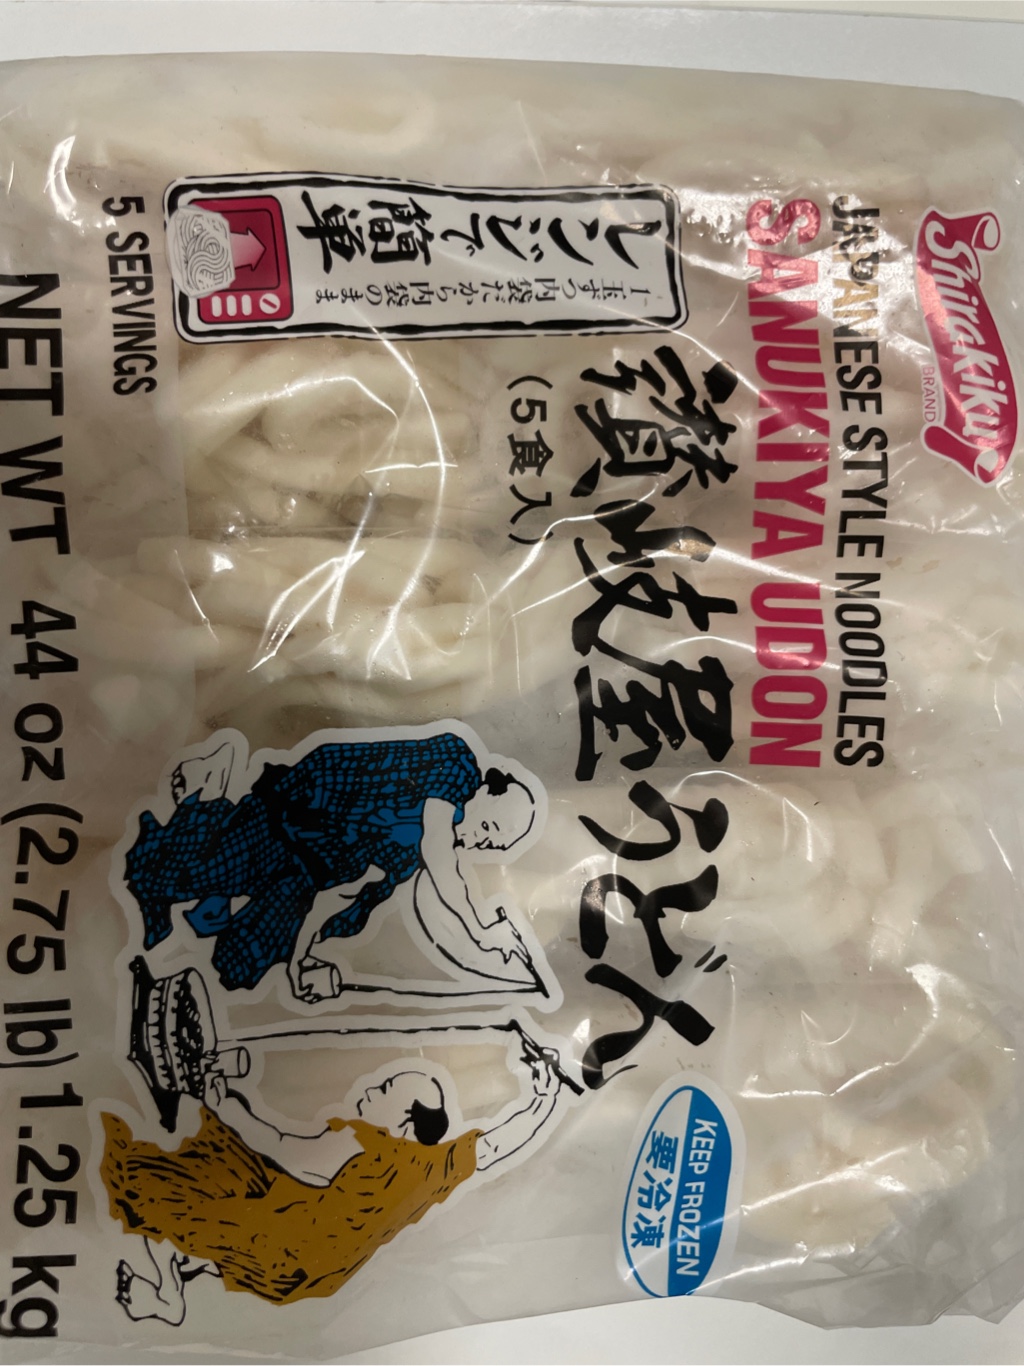 Shirakiku
BRAND
JAPANESE STYLE NOODLES
SANUKIYA UDON
讃岐屋うどん
(5食入)
レンジで簡単
1玉ずつ内袋だから内袋のまま
KEEP FROZEN
要冷凍
5 SERVINGS
NET WT 44 oz (2.75 lb) 1.25 kg